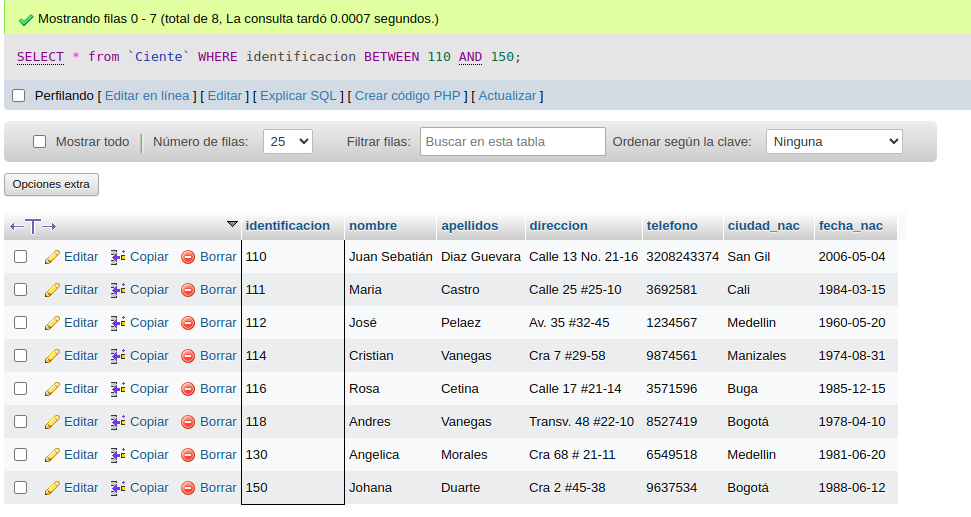 Mostrando filas 0 - 7 (total de 8, La consulta tardó 0.0007 segundos.)
SELECT * from `Ciente` WHERE identificacion BETWEEN 110 AND 150;
Perfilando [ Editar en línea ] [ Editar ] [ Explicar SQL ] [ Crear código PHP ] [ Actualizar ]
Mostrar todo Número de filas: 25 Filtrar filas: Buscar en esta tabla Ordenar según la clave: Ninguna
Opciones extra
identificacion nombre apellidos direccion telefono ciudad_nac fecha_nac
Editar Copiar Borrar 110 Juan Sebatián Diaz Guevara Calle 13 No. 21-16 3208243374 San Gil 2006-05-04
Editar Copiar Borrar 111 Maria Castro Calle 25 #25-10 3692581 Cali 1984-03-15
Editar Copiar Borrar 112 José Pelaez Av. 35 #32-45 1234567 Medellin 1960-05-20
Editar Copiar Borrar 114 Cristian Vanegas Cra 7 #29-58 9874561 Manizales 1974-08-31
Editar Copiar Borrar 116 Rosa Cetina Calle 17 #21-14 3571596 Buga 1985-12-15
Editar Copiar Borrar 118 Andres Vanegas Transv. 48 #22-10 8527419 Bogotá 1978-04-10
Editar Copiar Borrar 130 Angelica Morales Cra 68 # 21-11 6549518 Medellin 1981-06-20
Editar Copiar Borrar 150 Johana Duarte Cra 2 #45-38 9637534 Bogotá 1988-06-12